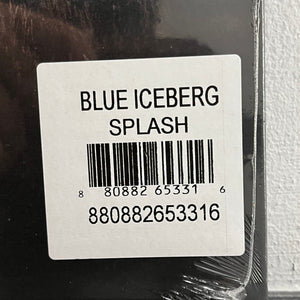 BLUE ICEBERG
SPLASH
8 80882 65331 6
880882653316